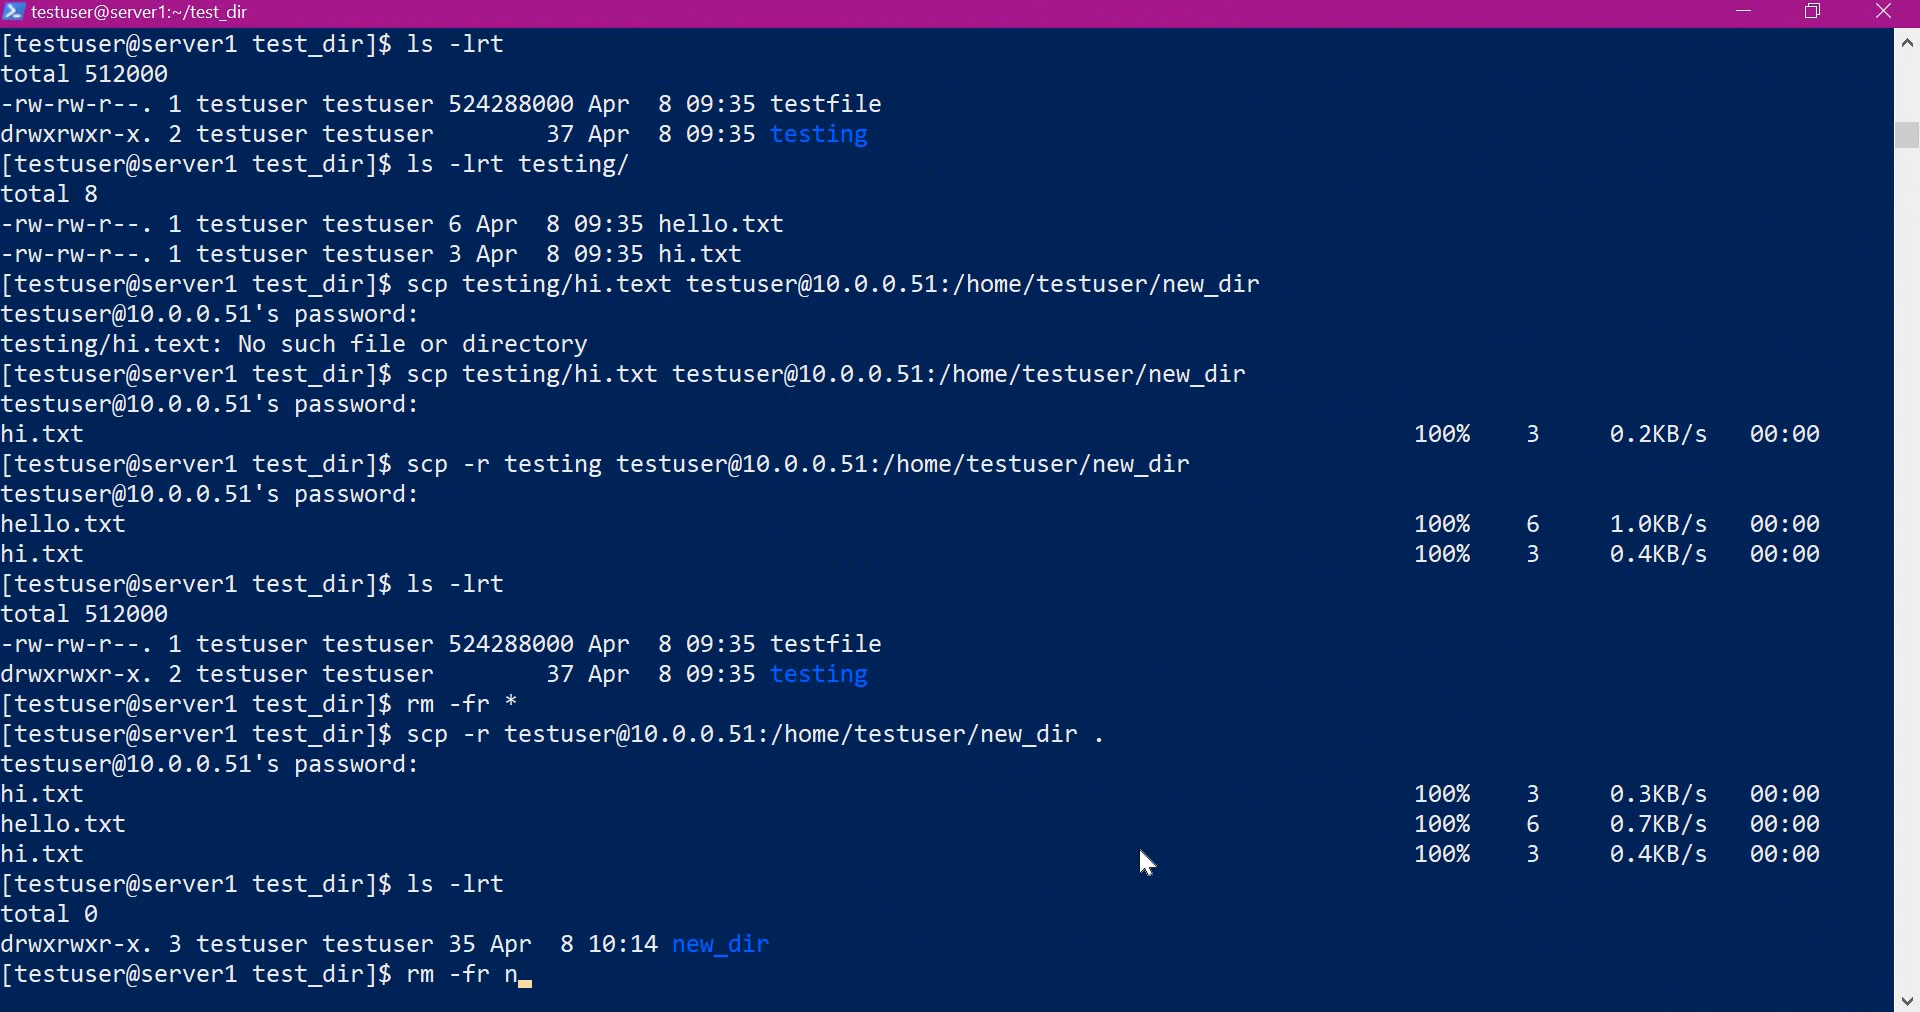 testuser@server1:~/test_dir
[testuser@server1 test_dir]$ ls -lrt
total 512000
-rw-rw-r--. 1 testuser testuser 524288000 Apr  8 09:35 testfile
drwxrwxr-x. 2 testuser testuser        37 Apr  8 09:35 testing
[testuser@server1 test_dir]$ ls -lrt testing/
total 8
-rw-rw-r--. 1 testuser testuser 6 Apr  8 09:35 hello.txt
-rw-rw-r--. 1 testuser testuser 3 Apr  8 09:35 hi.txt
[testuser@server1 test_dir]$ scp testing/hi.text testuser@10.0.0.51:/home/testuser/new_dir
testuser@10.0.0.51's password:
testing/hi.text: No such file or directory
[testuser@server1 test_dir]$ scp testing/hi.txt testuser@10.0.0.51:/home/testuser/new_dir
testuser@10.0.0.51's password:
hi.txt 100% 3 0.2KB/s 00:00
[testuser@server1 test_dir]$ scp -r testing testuser@10.0.0.51:/home/testuser/new_dir
testuser@10.0.0.51's password:
hello.txt 100% 6 1.0KB/s 00:00
hi.txt 100% 3 0.4KB/s 00:00
[testuser@server1 test_dir]$ ls -lrt
total 512000
-rw-rw-r--. 1 testuser testuser 524288000 Apr  8 09:35 testfile
drwxrwxr-x. 2 testuser testuser        37 Apr  8 09:35 testing
[testuser@server1 test_dir]$ rm -fr *
[testuser@server1 test_dir]$ scp -r testuser@10.0.0.51:/home/testuser/new_dir .
testuser@10.0.0.51's password:
hi.txt 100% 3 0.3KB/s 00:00
hello.txt 100% 6 0.7KB/s 00:00
hi.txt 100% 3 0.4KB/s 00:00
[testuser@server1 test_dir]$ ls -lrt
total 0
drwxrwxr-x. 3 testuser testuser 35 Apr  8 10:14 new_dir
[testuser@server1 test_dir]$ rm -fr n